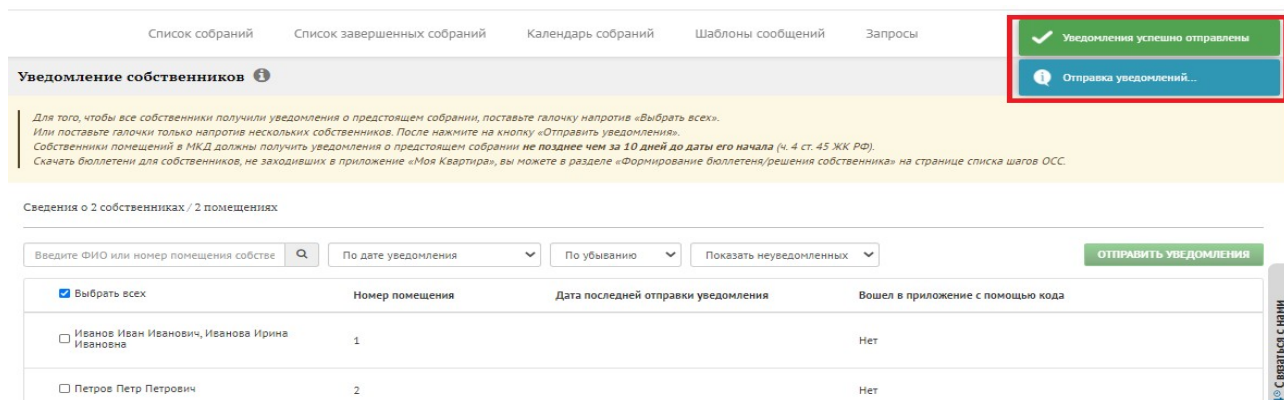 Список собраний Список завершенных собраний Календарь собраний Шаблоны сообщений Запросы
Уведомления успешно отправлены
Уведомление собственников
Отправка уведомлений...
Для того, чтобы все собственники получили уведомления о предстоящем собрании, поставьте галочку напротив «Выбрать всех».
Или поставьте галочки только напротив нескольких собственников. После нажмите на кнопку «Отправить уведомления».
Собственники помещений в МКД должны получить уведомления о предстоящем собрании не позднее чем за 10 дней до даты его начала (ч. 4 ст. 45 ЖК РФ).
Скачать бюллетени для собственников, не заходивших в приложение «Моя Квартира», вы можете в разделе «Формирование бюллетеня/решения собственника» на странице списка шагов ОСС.
Сведения о 2 собственниках / 2 помещениях
Введите ФИО или номер помещения собстве По дате уведомления По убыванию Показать неуведомленных ОТПРАВИТЬ УВЕДОМЛЕНИЯ
Выбрать всех Номер помещения Дата последней отправки уведомления Вошел в приложение с помощью кода
Иванов Иван Иванович, Иванова Ирина
Ивановна 1 Нет
Петров Петр Петрович 2 Нет
Связаться с нами